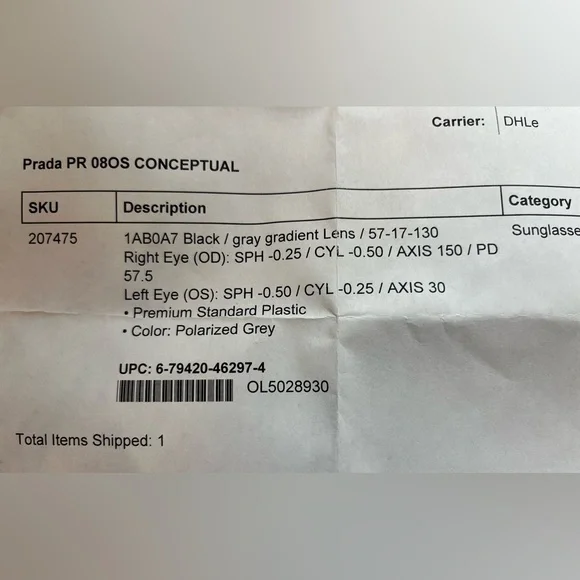 Carrier: DHLe
Prada PR 08OS CONCEPTUAL
SKU Description Category
207475 1AB0A7 Black / gray gradient Lens / 57-17-130 Sunglasse
Right Eye (OD): SPH -0.25 / CYL -0.50 / AXIS 150 / PD
57.5
Left Eye (OS): SPH -0.50 / CYL -0.25 / AXIS 30
• Premium Standard Plastic
• Color: Polarized Grey
UPC: 6-79420-46297-4
OL5028930
Total Items Shipped: 1